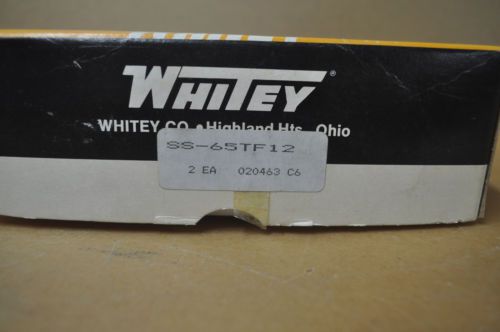 WHITEY®
WHITEY CO. • Highland Hts., Ohio
SS-65TF12
2 EA 020463 C6